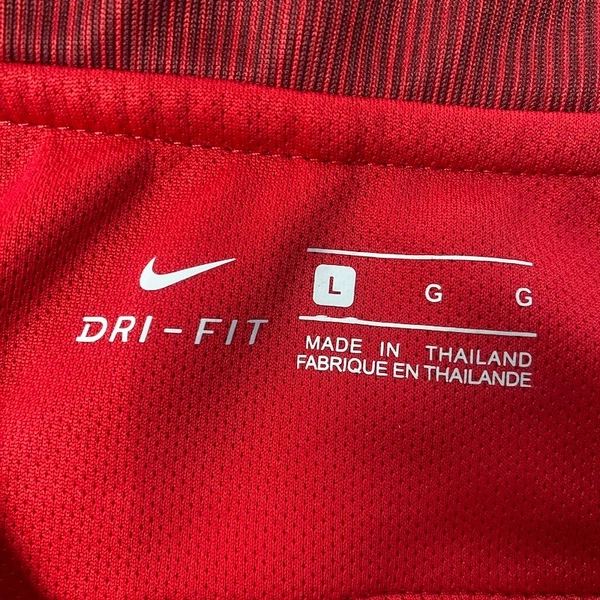 DRI-FIT
L G G
MADE IN THAILAND
FABRIQUE EN THAILANDE